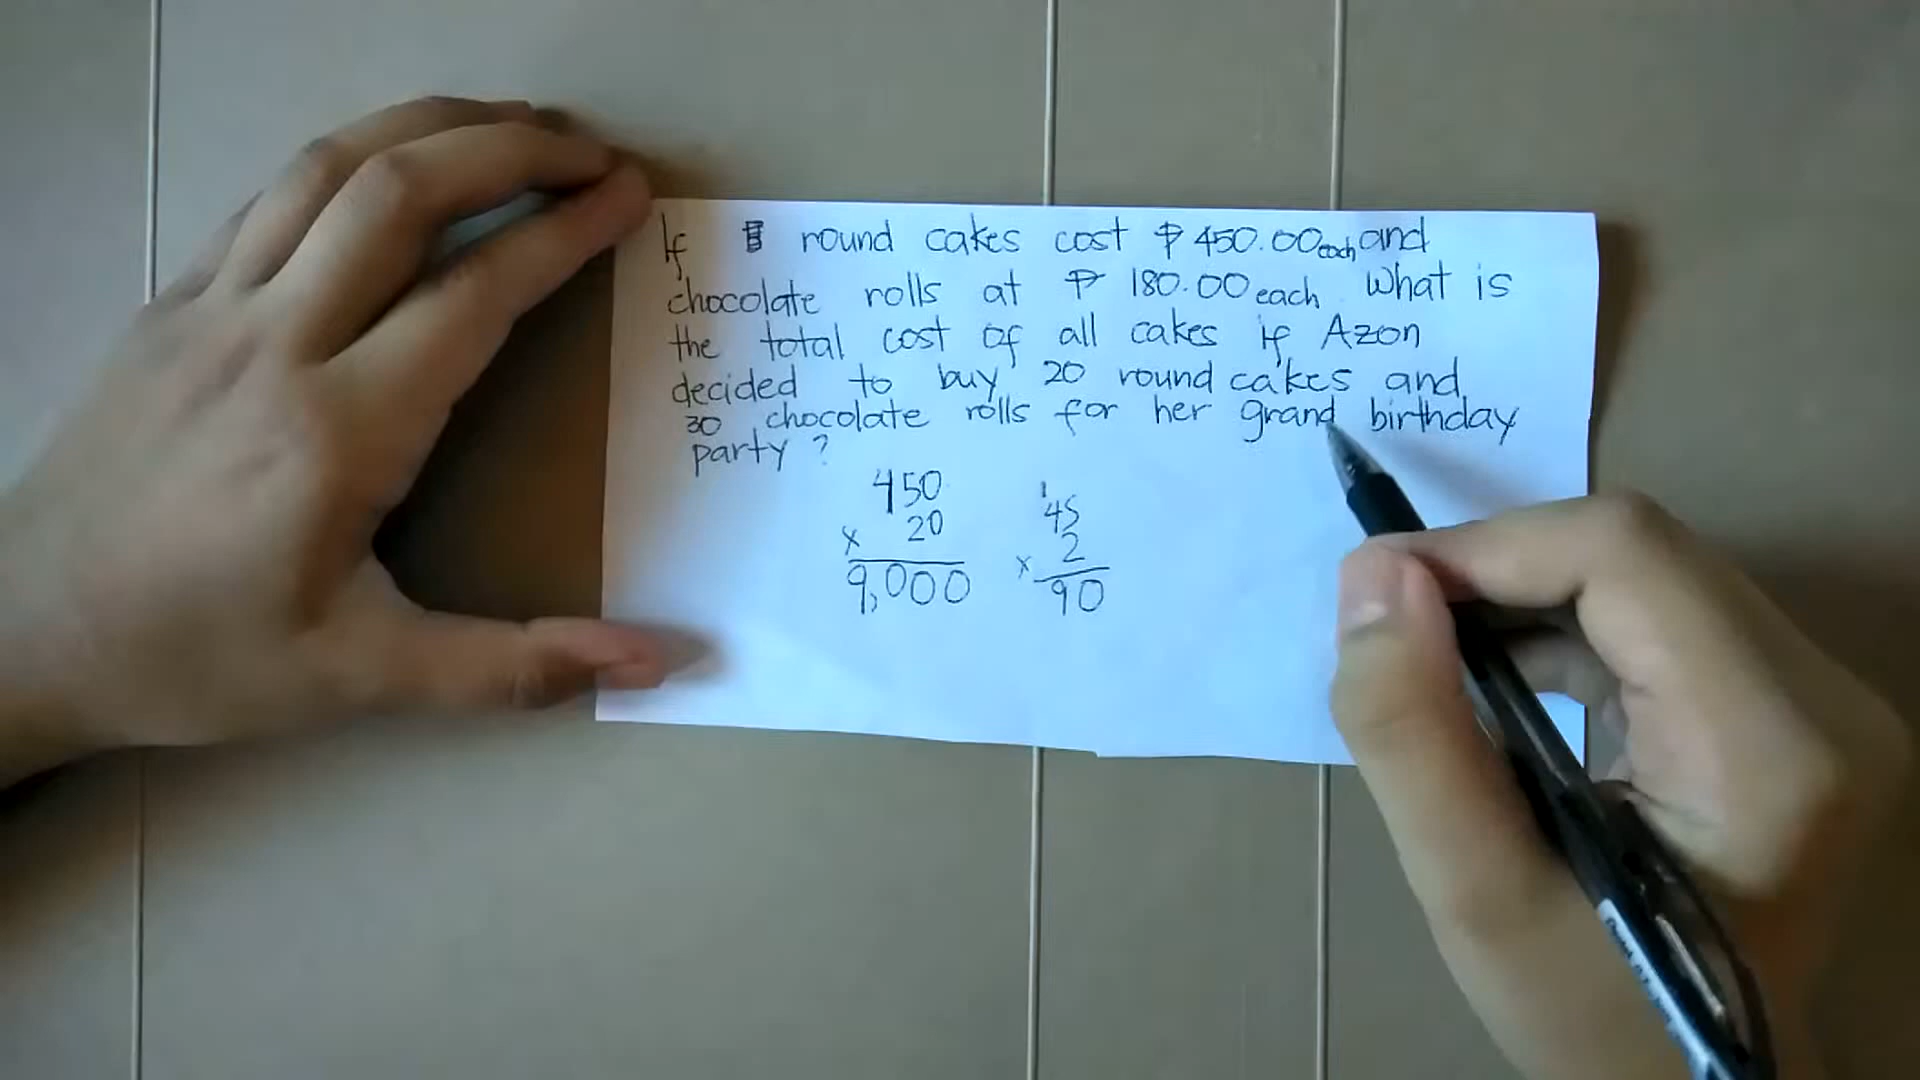 If round cakes cost ₱ 450.00 each and
chocolate rolls at ₱ 180.00 each. What is
the total cost of all cakes if Azon
decided to buy 20 round cakes and
30 chocolate rolls for her grand birthday
party?
450
x 20
9,000
1
45
x 2
90